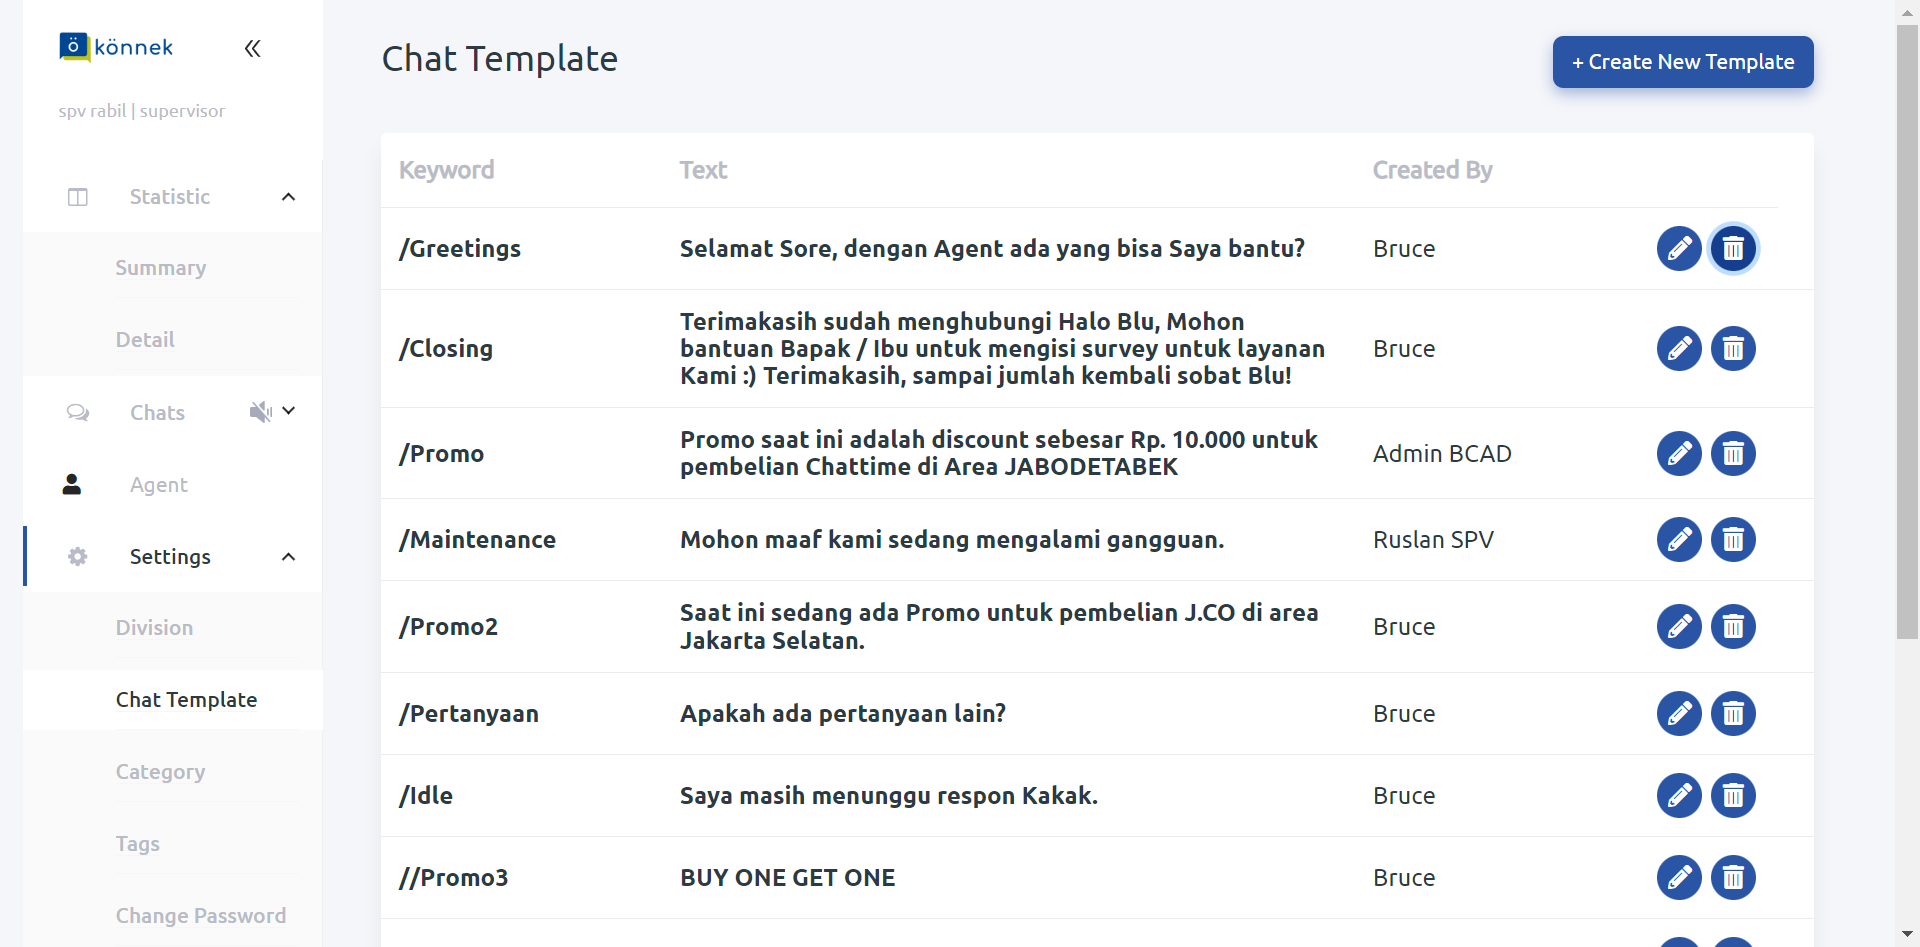 ö könnek
spv rabil | supervisor
Statistic
Summary
Detail
Chats
Agent
Settings
Division
Chat Template
Category
Tags
Change Password
Chat Template
+ Create New Template
Keyword Text Created By
/Greetings Selamat Sore, dengan Agent ada yang bisa Saya bantu? Bruce
/Closing Terimakasih sudah menghubungi Halo Blu, Mohon
bantuan Bapak / Ibu untuk mengisi survey untuk layanan
Kami :) Terimakasih, sampai jumlah kembali sobat Blu! Bruce
/Promo Promo saat ini adalah discount sebesar Rp. 10.000 untuk
pembelian Chattime di Area JABODETABEK Admin BCAD
/Maintenance Mohon maaf kami sedang mengalami gangguan. Ruslan SPV
/Promo2 Saat ini sedang ada Promo untuk pembelian J.CO di area
Jakarta Selatan. Bruce
/Pertanyaan Apakah ada pertanyaan lain? Bruce
/Idle Saya masih menunggu respon Kakak. Bruce
//Promo3 BUY ONE GET ONE Bruce